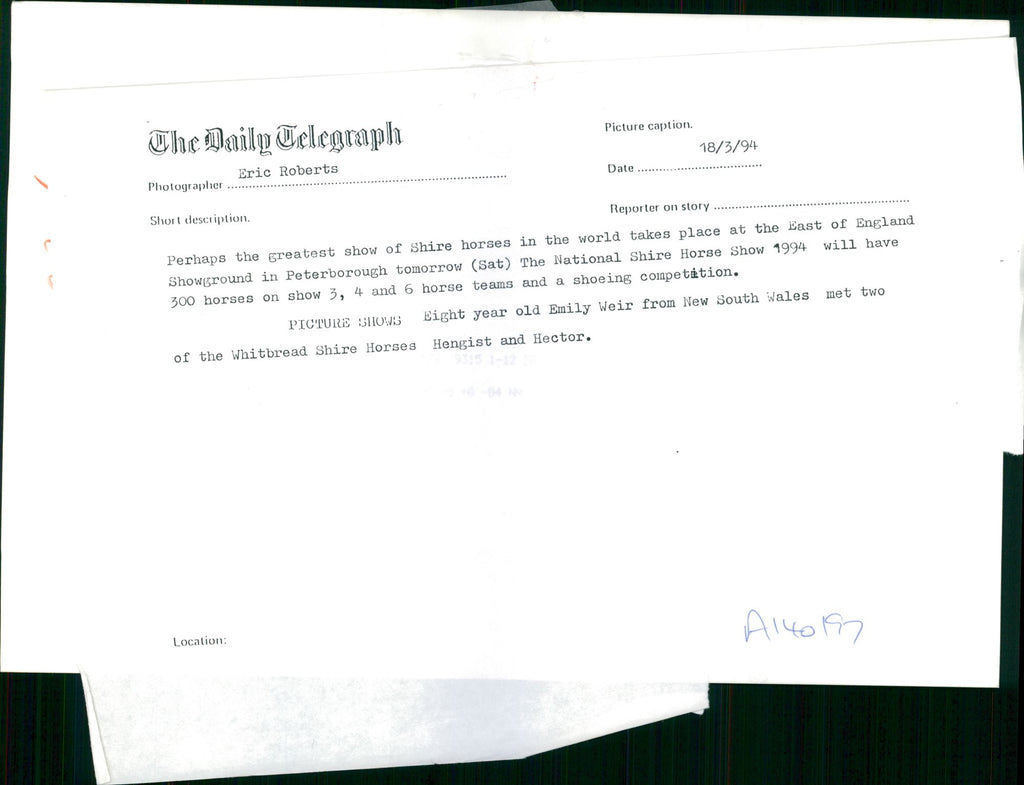 The Daily Telegraph
Picture caption.
18/3/94
Date
Eric Roberts
Photographer
Reporter on story
Short description.
Perhaps the greatest show of Shire horses in the world takes place at the East of England
Showground in Peterborough tomorrow (Sat) The National Shire Horse Show 1994 will have
300 horses on show 3, 4 and 6 horse teams and a shoeing competition.
PICTURE SHOWS Eight year old Emily Weir from New South Wales met two
of the Whitbread Shire Horses Hengist and Hector.
Location:
A140197